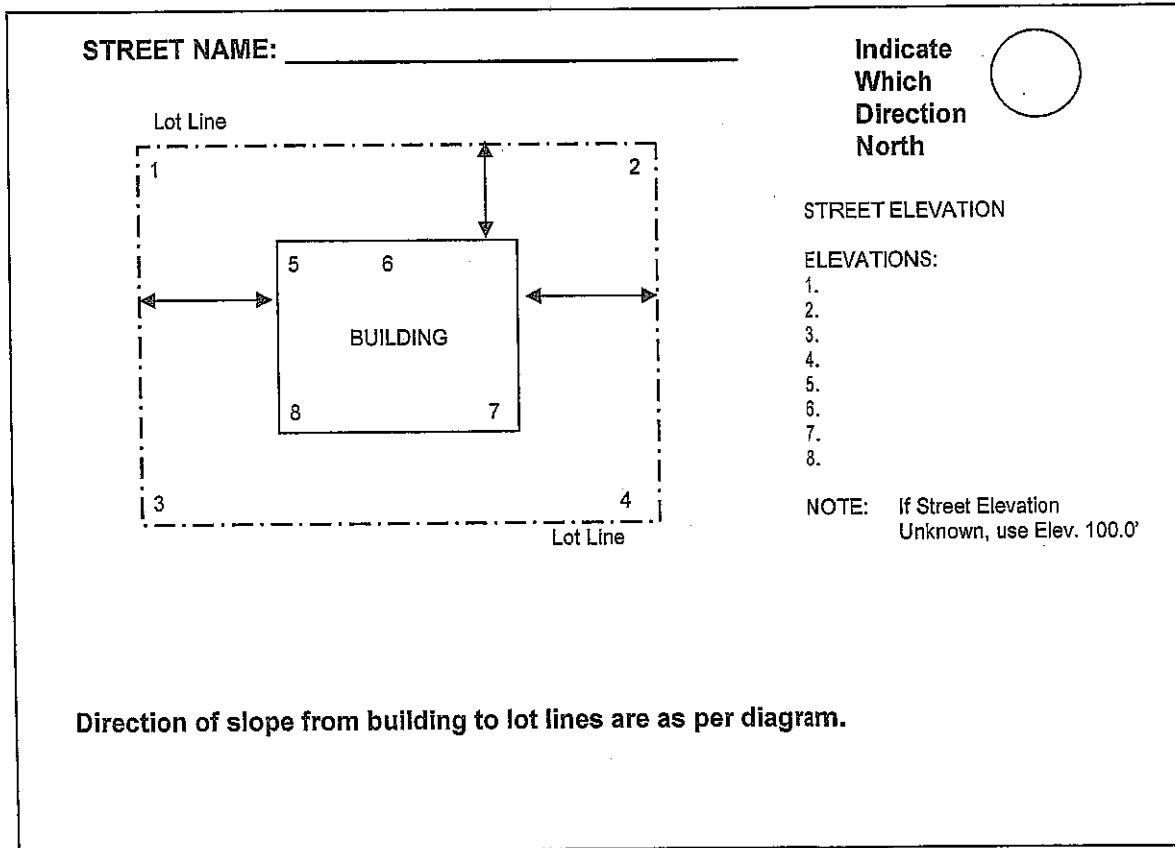 STREET NAME:
Indicate
Which
Direction
North
Lot Line
1
2
5
6
BUILDING
8
7
3
4
Lot Line
STREET ELEVATION
ELEVATIONS:
1.
2.
3.
4.
5.
6.
7.
8.
NOTE: If Street Elevation
Unknown, use Elev. 100.0'
Direction of slope from building to lot lines are as per diagram.